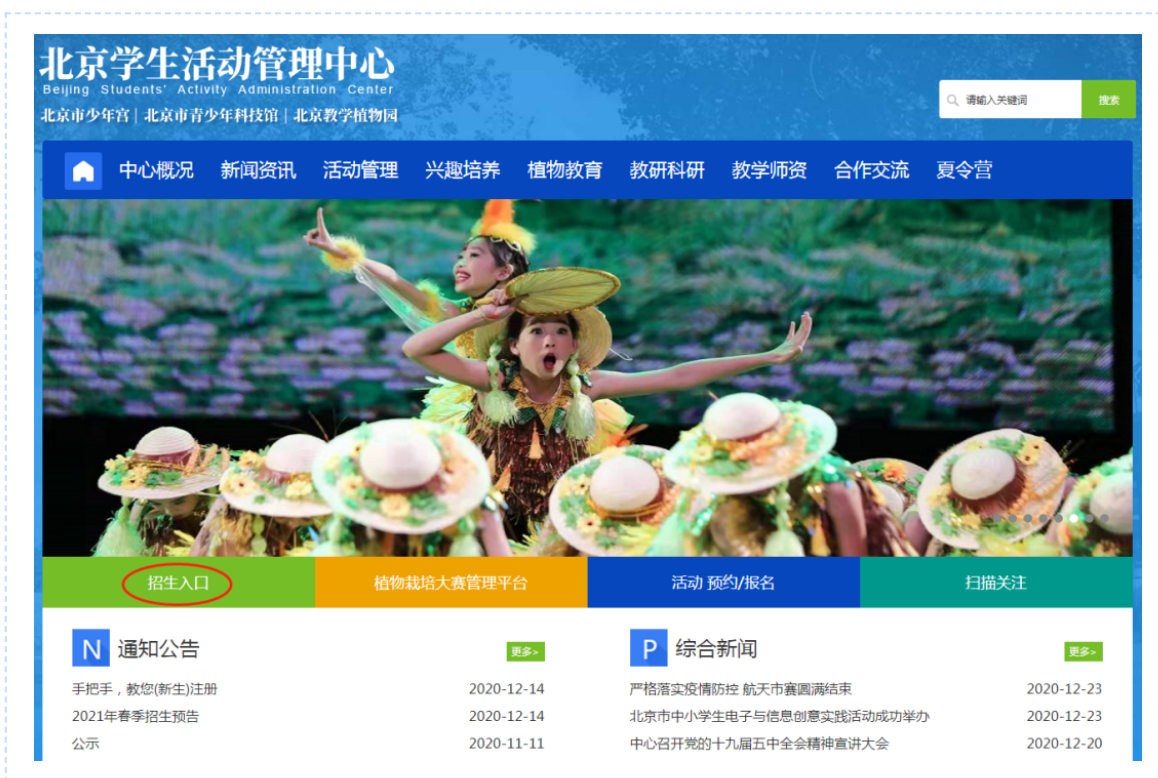 北京学生活动管理中心
Beijing Students' Activity Administration Center
北京市少年宫 | 北京市青少年科技馆 | 北京教学植物园
请输入关键词 搜索
中心概况 新闻资讯 活动管理 兴趣培养 植物教育 教研科研 教学师资 合作交流 夏令营
招生入口 植物栽培大赛管理平台 活动 预约/报名 扫描关注
N 通知公告 更多>
手把手，教您(新生)注册 2020-12-14
2021年春季招生预告 2020-12-14
公示 2020-11-11
P 综合新闻 更多>
严格落实疫情防控 航天市赛圆满结束 2020-12-23
北京市中小学生电子与信息创意实践活动成功举办 2020-12-23
中心召开党的十九届五中全会精神宣讲大会 2020-12-20